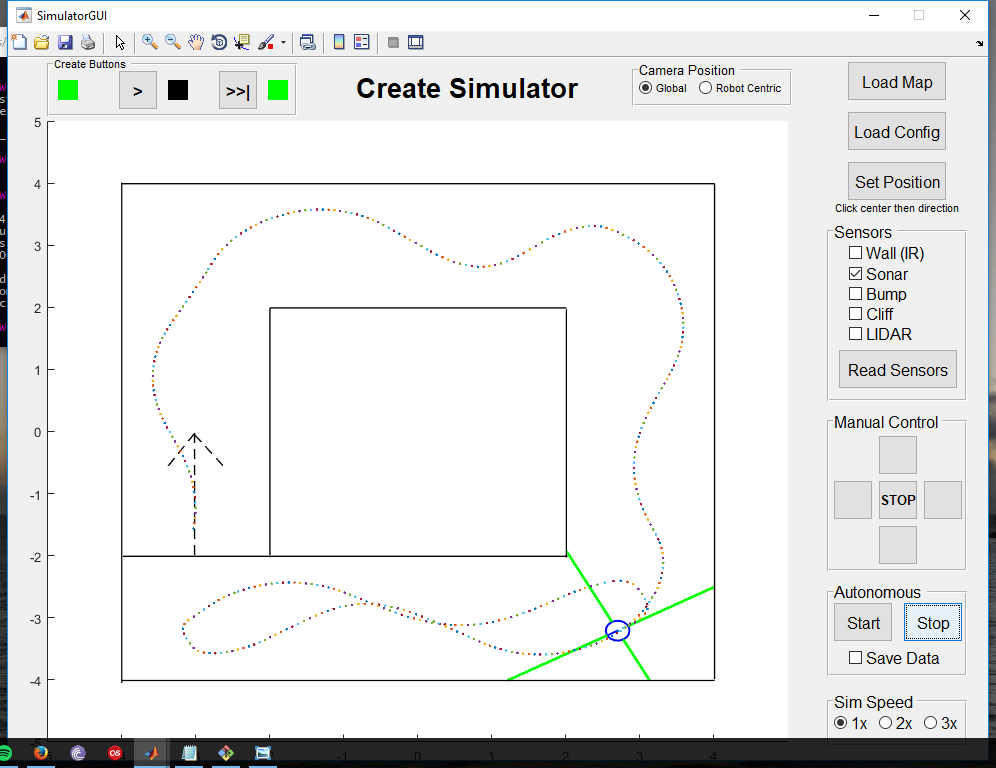 SimulatorGUI
Create Buttons
>
>>|
Create Simulator
Camera Position
Global
Robot Centric
Load Map
Load Config
Set Position
Click center then direction
Sensors
Wall (IR)
Sonar
Bump
Cliff
LIDAR
Read Sensors
Manual Control
STOP
Autonomous
Start
Stop
Save Data
Sim Speed
1x
2x
3x
5
4
3
2
1
0
-1
-2
-3
-4
-1
0
1
2
3
4